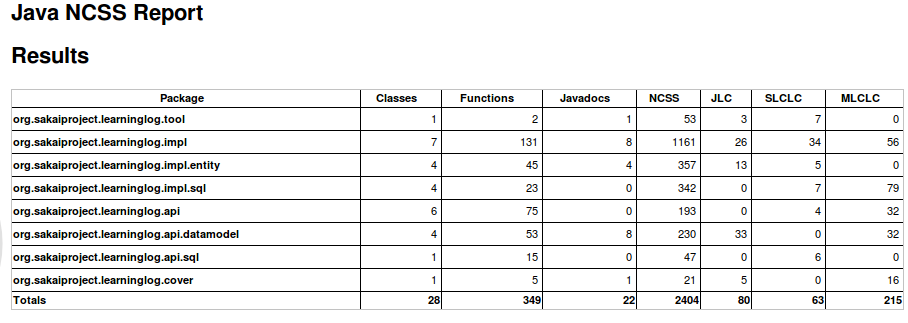 Java NCSS Report
Results
Package Classes Functions Javadocs NCSS JLC SLCLC MLCLC
org.sakaiproject.learninglog.tool 1 2 1 53 3 7 0
org.sakaiproject.learninglog.impl 7 131 8 1161 26 34 56
org.sakaiproject.learninglog.impl.entity 4 45 4 357 13 5 0
org.sakaiproject.learninglog.impl.sql 4 23 0 342 0 7 79
org.sakaiproject.learninglog.api 6 75 0 193 0 4 32
org.sakaiproject.learninglog.api.datamodel 4 53 8 230 33 0 32
org.sakaiproject.learninglog.api.sql 1 15 0 47 0 6 0
org.sakaiproject.learninglog.cover 1 5 1 21 5 0 16
Totals 28 349 22 2404 80 63 215